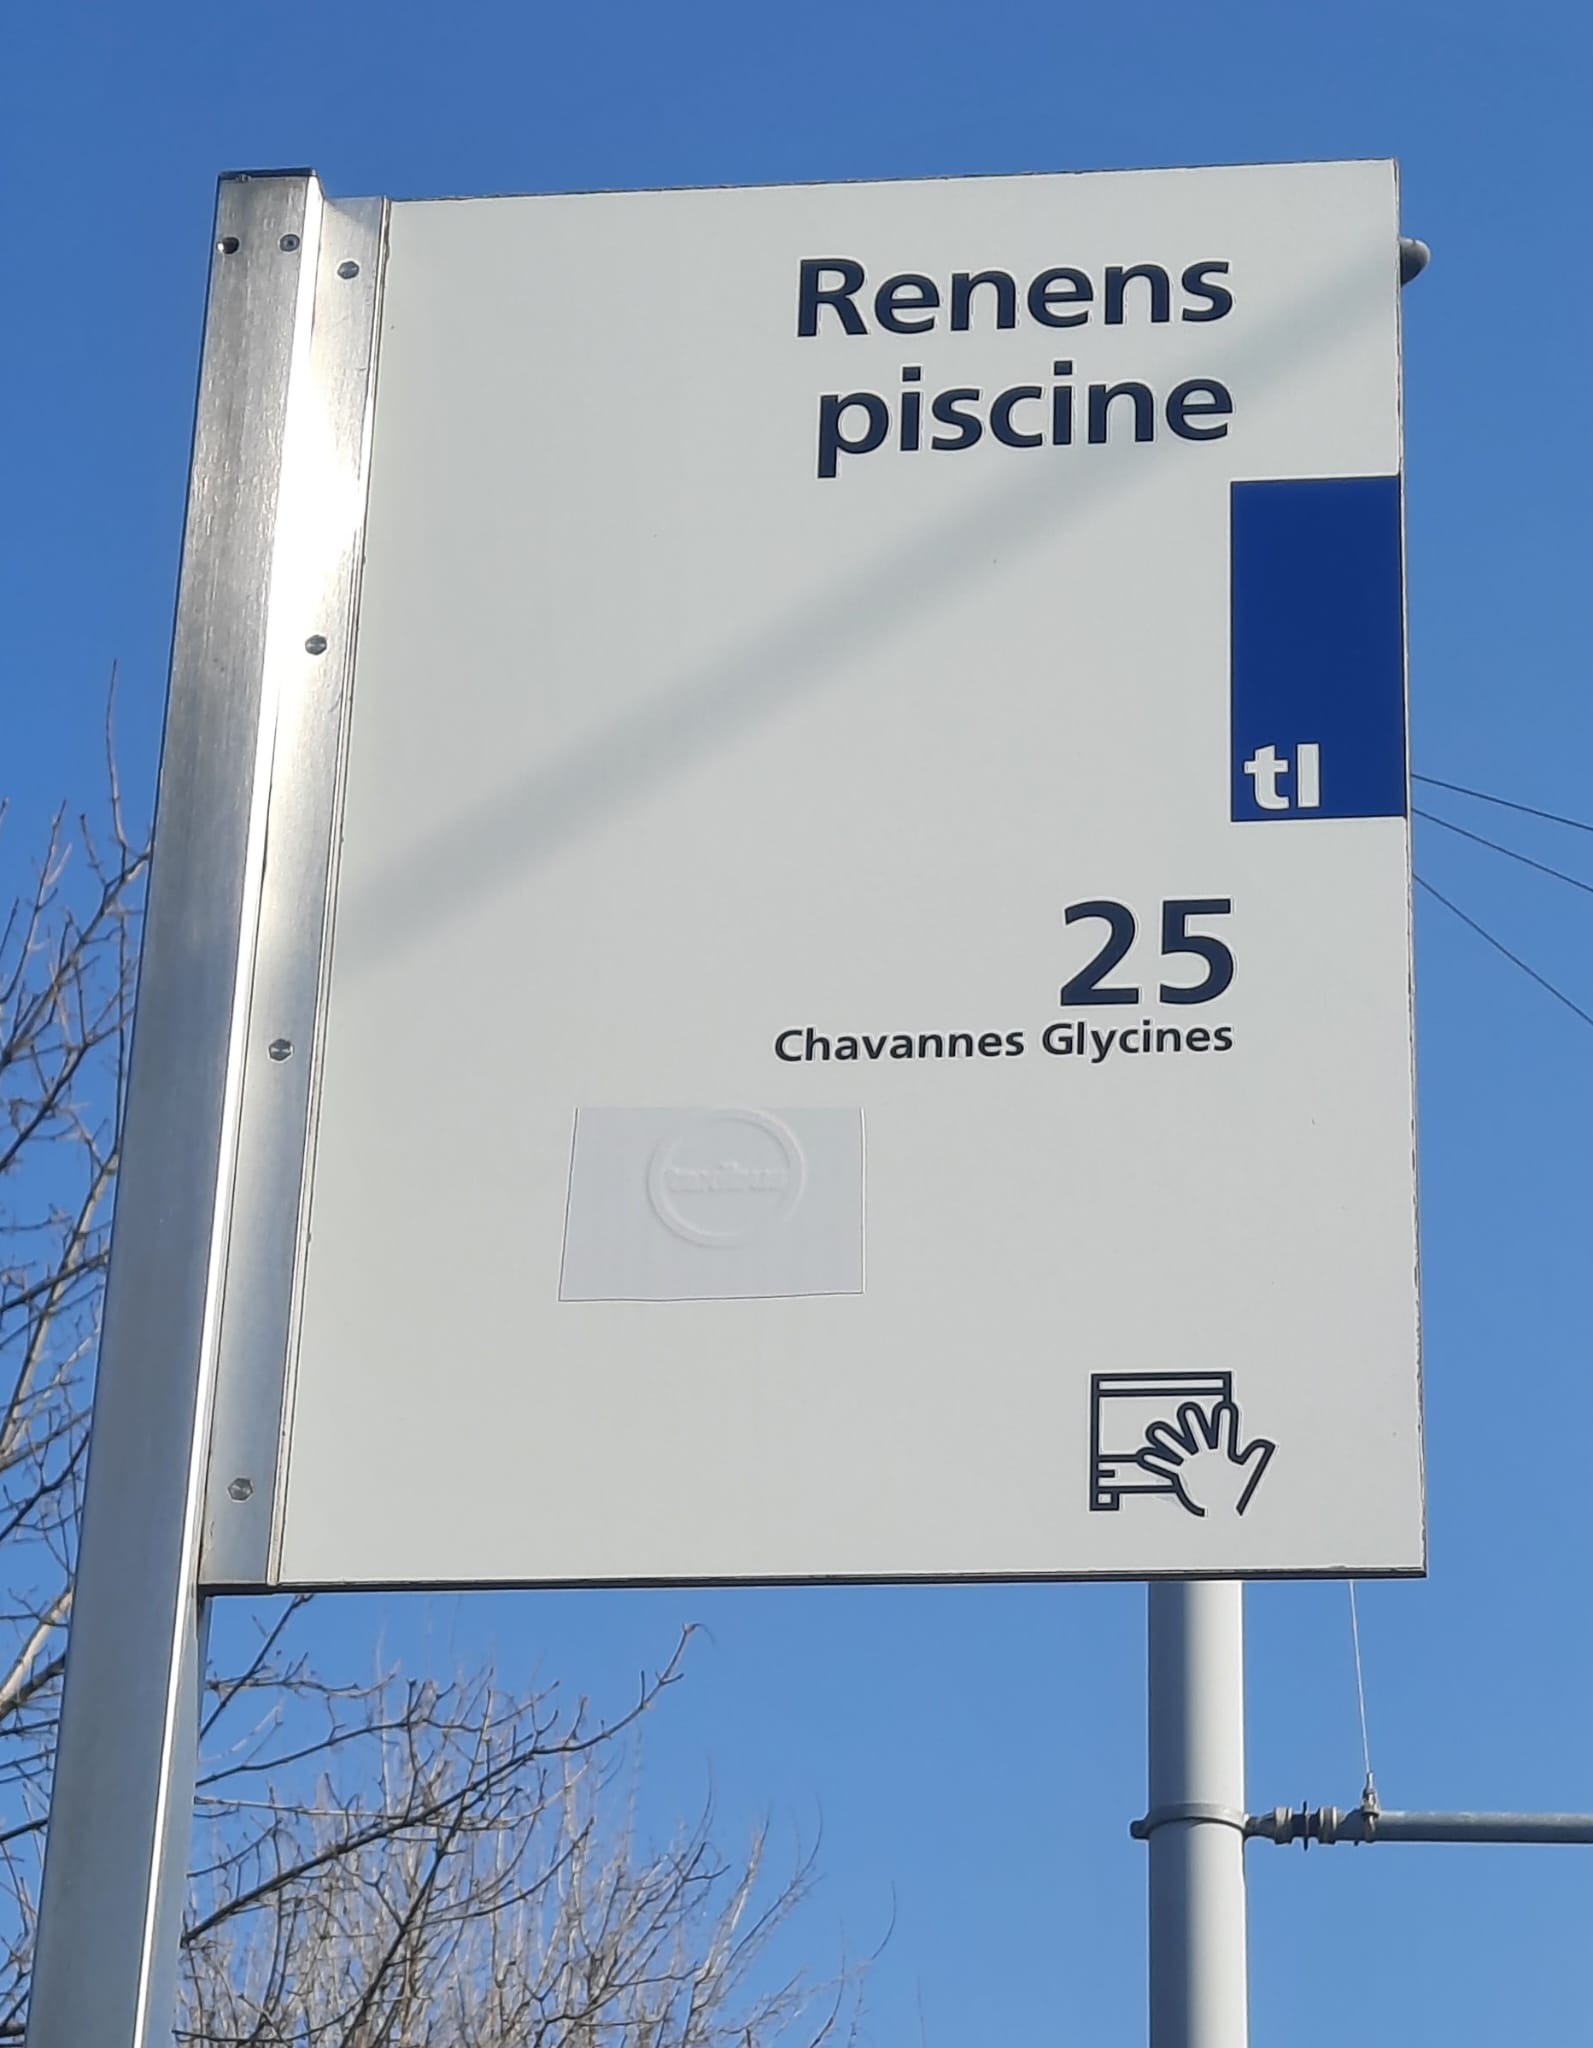 Renens
piscine
tl
25
Chavannes Glycines